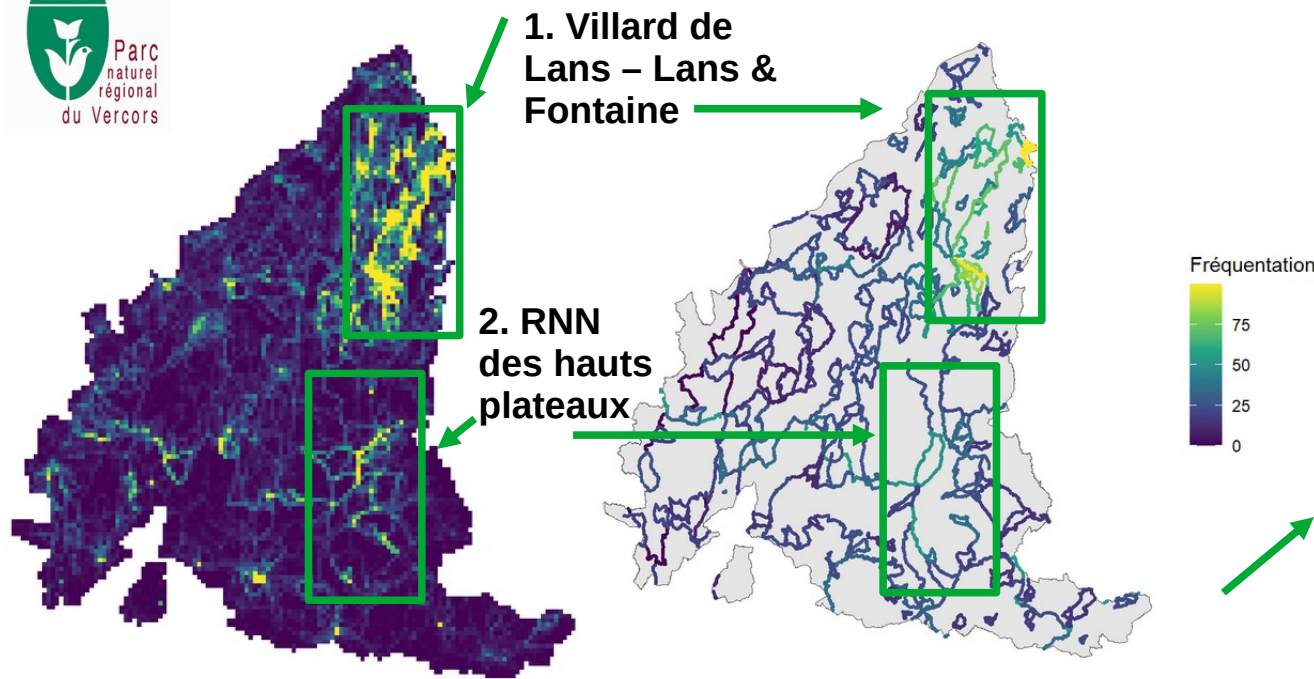 Parc
naturel
régional
du Vercors
1. Villard de
Lans – Lans &
Fontaine
2. RNN
des hauts
plateaux
Fréquentation
75
50
25
0